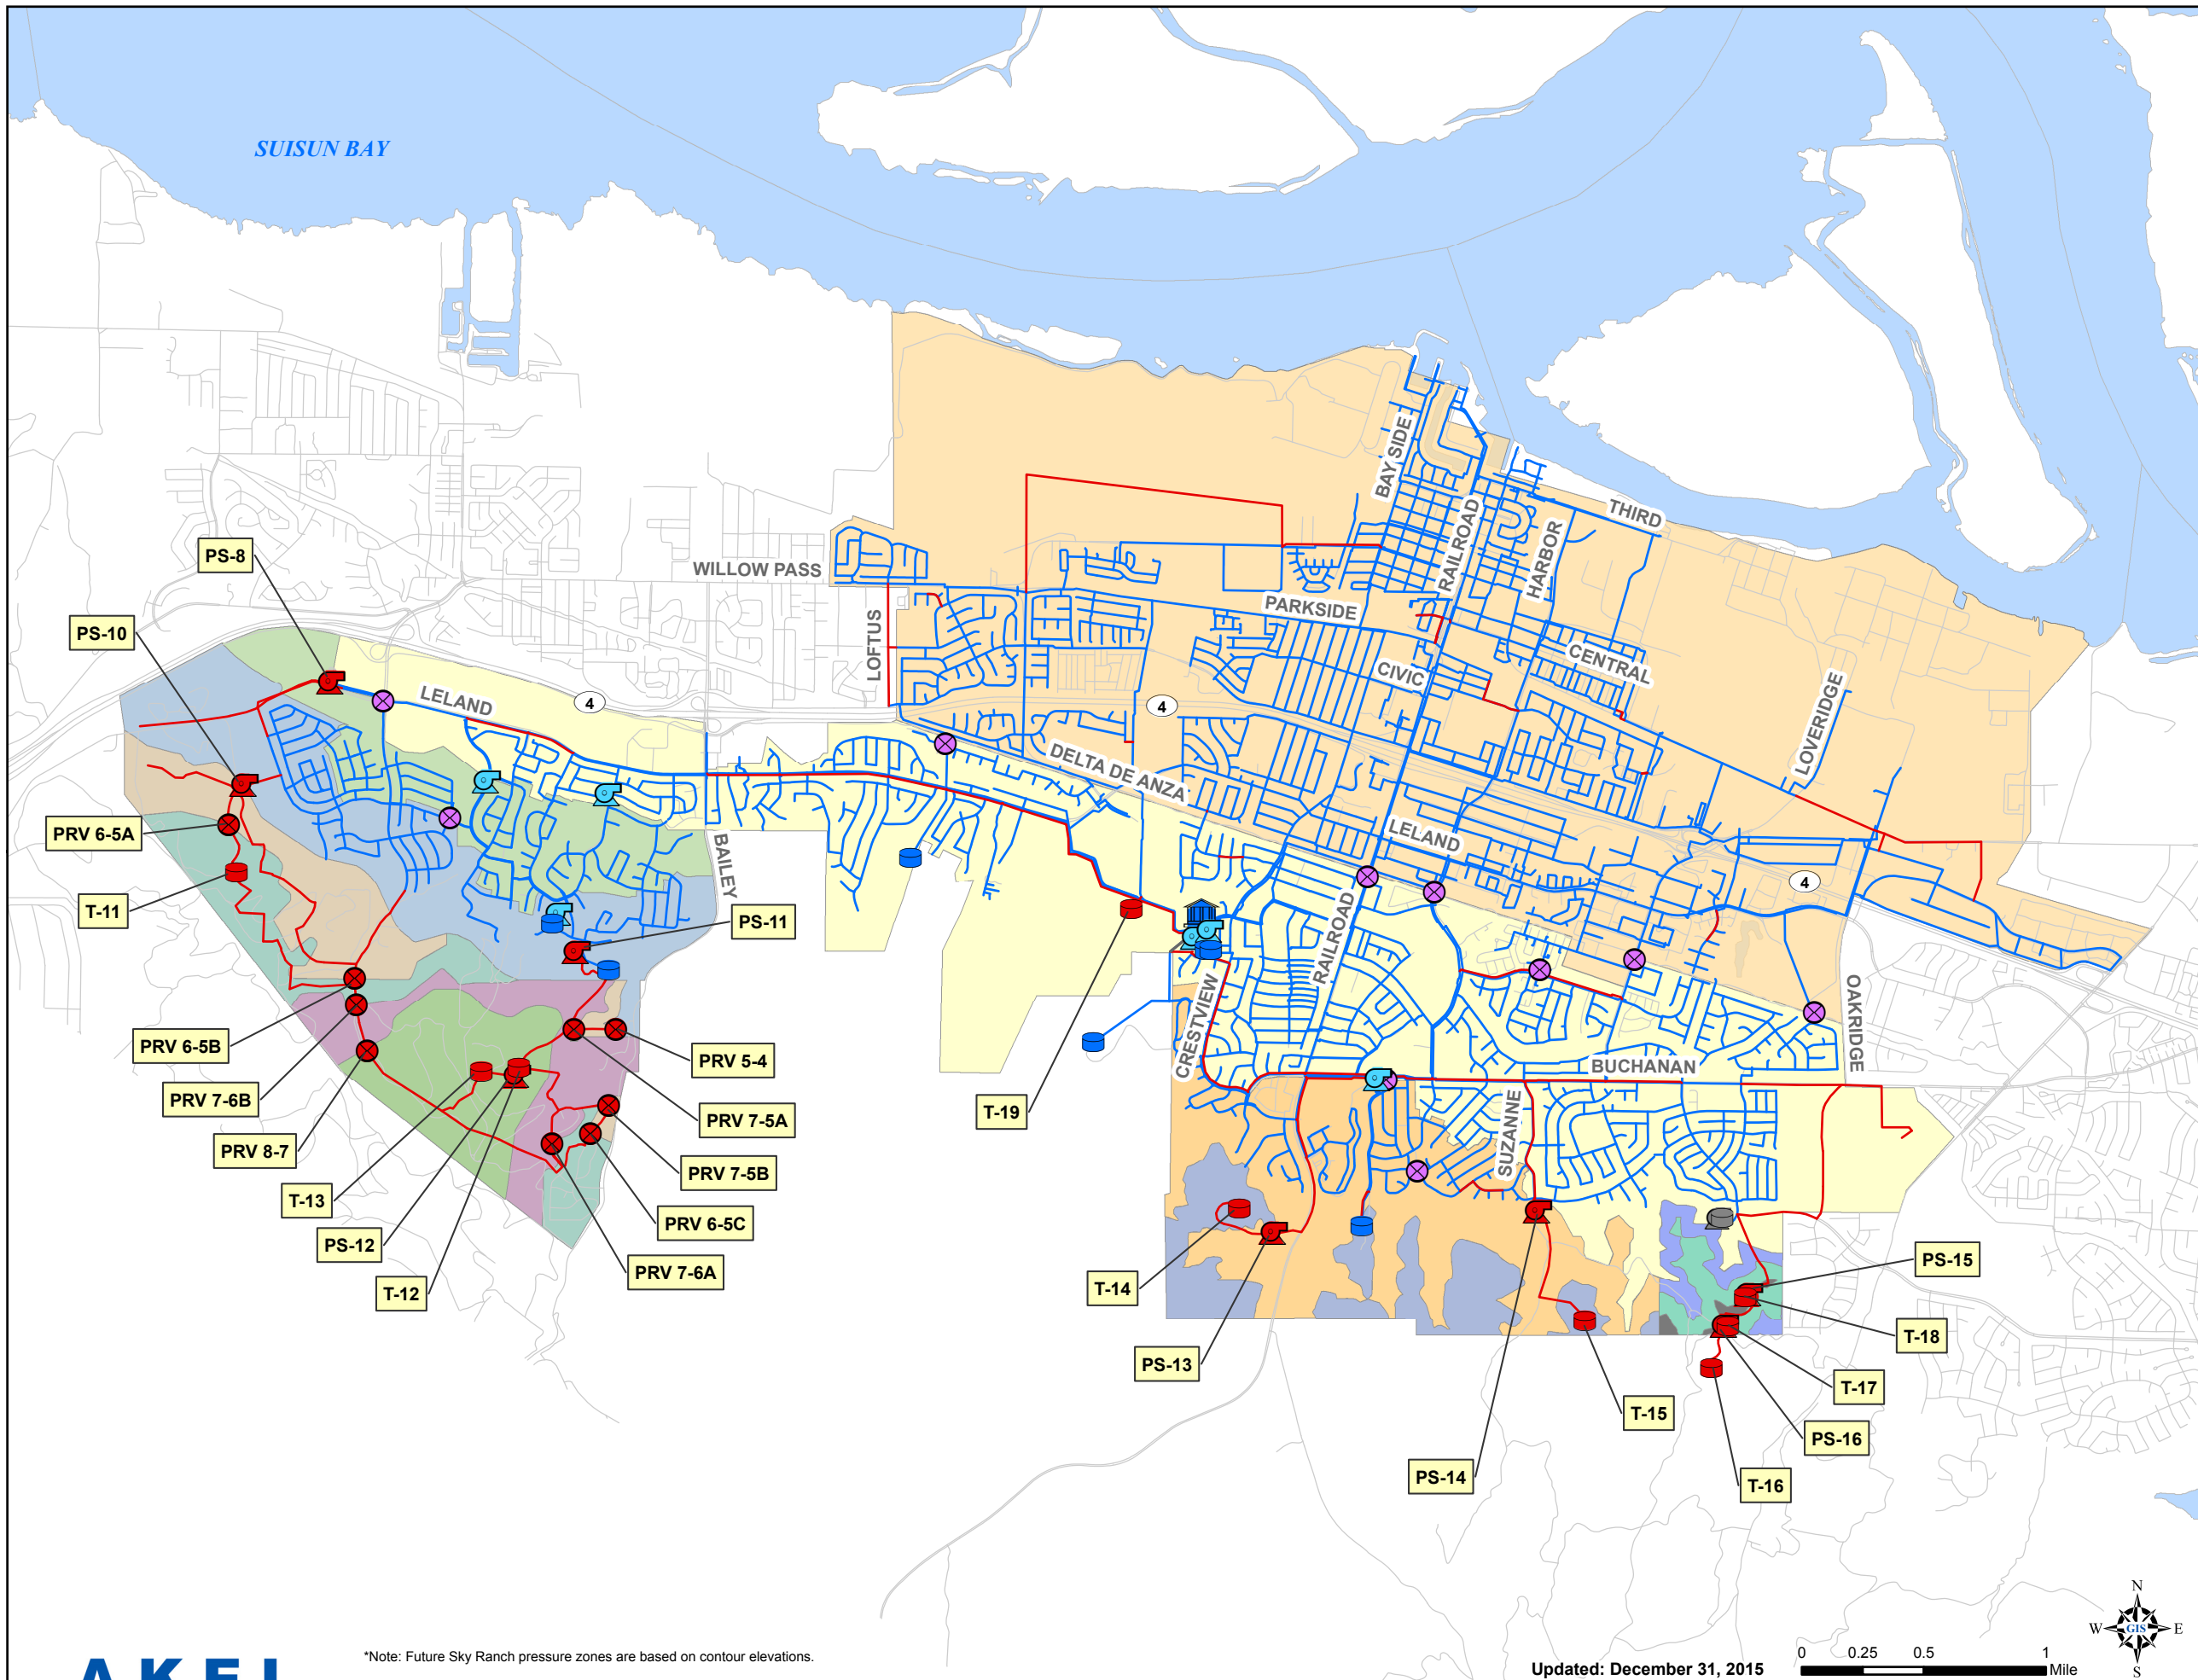 SUISUN BAY
BAY SIDE
RAILROAD
HARBOR
THIRD
PS-8
WILLOW PASS
PARKSIDE
PS-10
LOFTUS
CIVIC
CENTRAL
LELAND
4
4
LOVERIDGE
DELTA DE ANZA
PRV 6-5A
LELAND
BAILEY
4
T-11
PS-11
RAILROAD
OAKRIDGE
CRESTVIEW
PRV 6-5B
PRV 5-4
BUCHANAN
PRV 7-6B
T-19
PRV 7-5A
SUZANNE
PRV 8-7
PRV 7-5B
T-13
PRV 6-5C
PS-12
PRV 7-6A
PS-15
T-12
T-14
T-18
PS-13
T-17
T-15
PS-16
PS-14
T-16
N
W GIS E
S
*Note: Future Sky Ranch pressure zones are based on contour elevations.
0 0.25 0.5 1
Mile
Updated: December 31, 2015